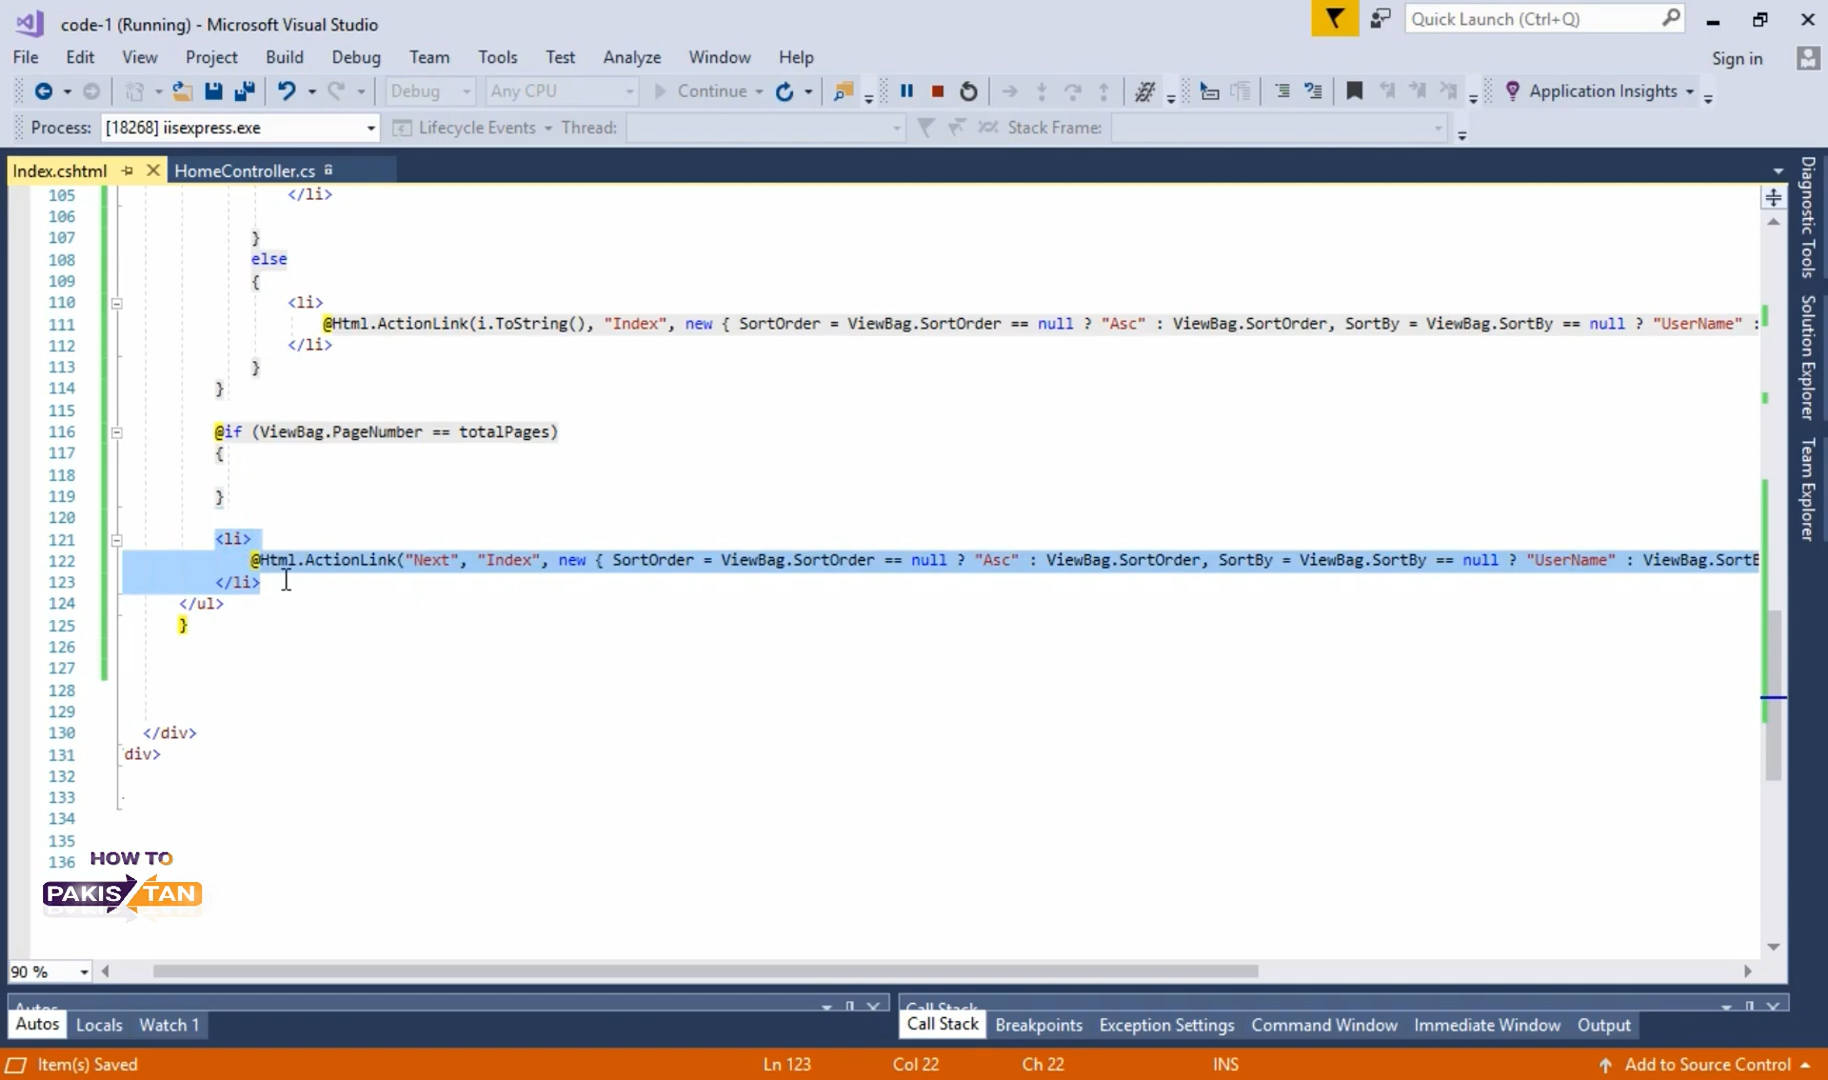 code-1 (Running) - Microsoft Visual Studio
Quick Launch (Ctrl+Q)
File Edit View Project Build Debug Team Tools Test Analyze Window Help
Sign in
Debug Any CPU Continue Application Insights
Process: [18268] iisexpress.exe Lifecycle Events Thread: Stack Frame:
Index.cshtml HomeController.cs
105 </li>
106
107 }
108 else
109 {
110 <li>
111 @Html.ActionLink(i.ToString(), "Index", new { SortOrder = ViewBag.SortOrder == null ? "Asc" : ViewBag.SortOrder, SortBy = ViewBag.SortBy == null ? "UserName" :
112 </li>
113 }
114 }
115
116 @if (ViewBag.PageNumber == totalPages)
117 {
118
119 }
120
121 <li>
122 @Html.ActionLink("Next", "Index", new { SortOrder = ViewBag.SortOrder == null ? "Asc" : ViewBag.SortOrder, SortBy = ViewBag.SortBy == null ? "UserName" : ViewBag.SortB
123 </li>
124 </ul>
125 }
126
127
128
129
130 </div>
131 div>
132
133
134
135
136
HOW TO
PAKISTAN
Diagnostic Tools
Solution Explorer
Team Explorer
90 %
Autos Call Stack
Autos Locals Watch 1 Call Stack Breakpoints Exception Settings Command Window Immediate Window Output
Item(s) Saved Ln 123 Col 22 Ch 22 INS Add to Source Control